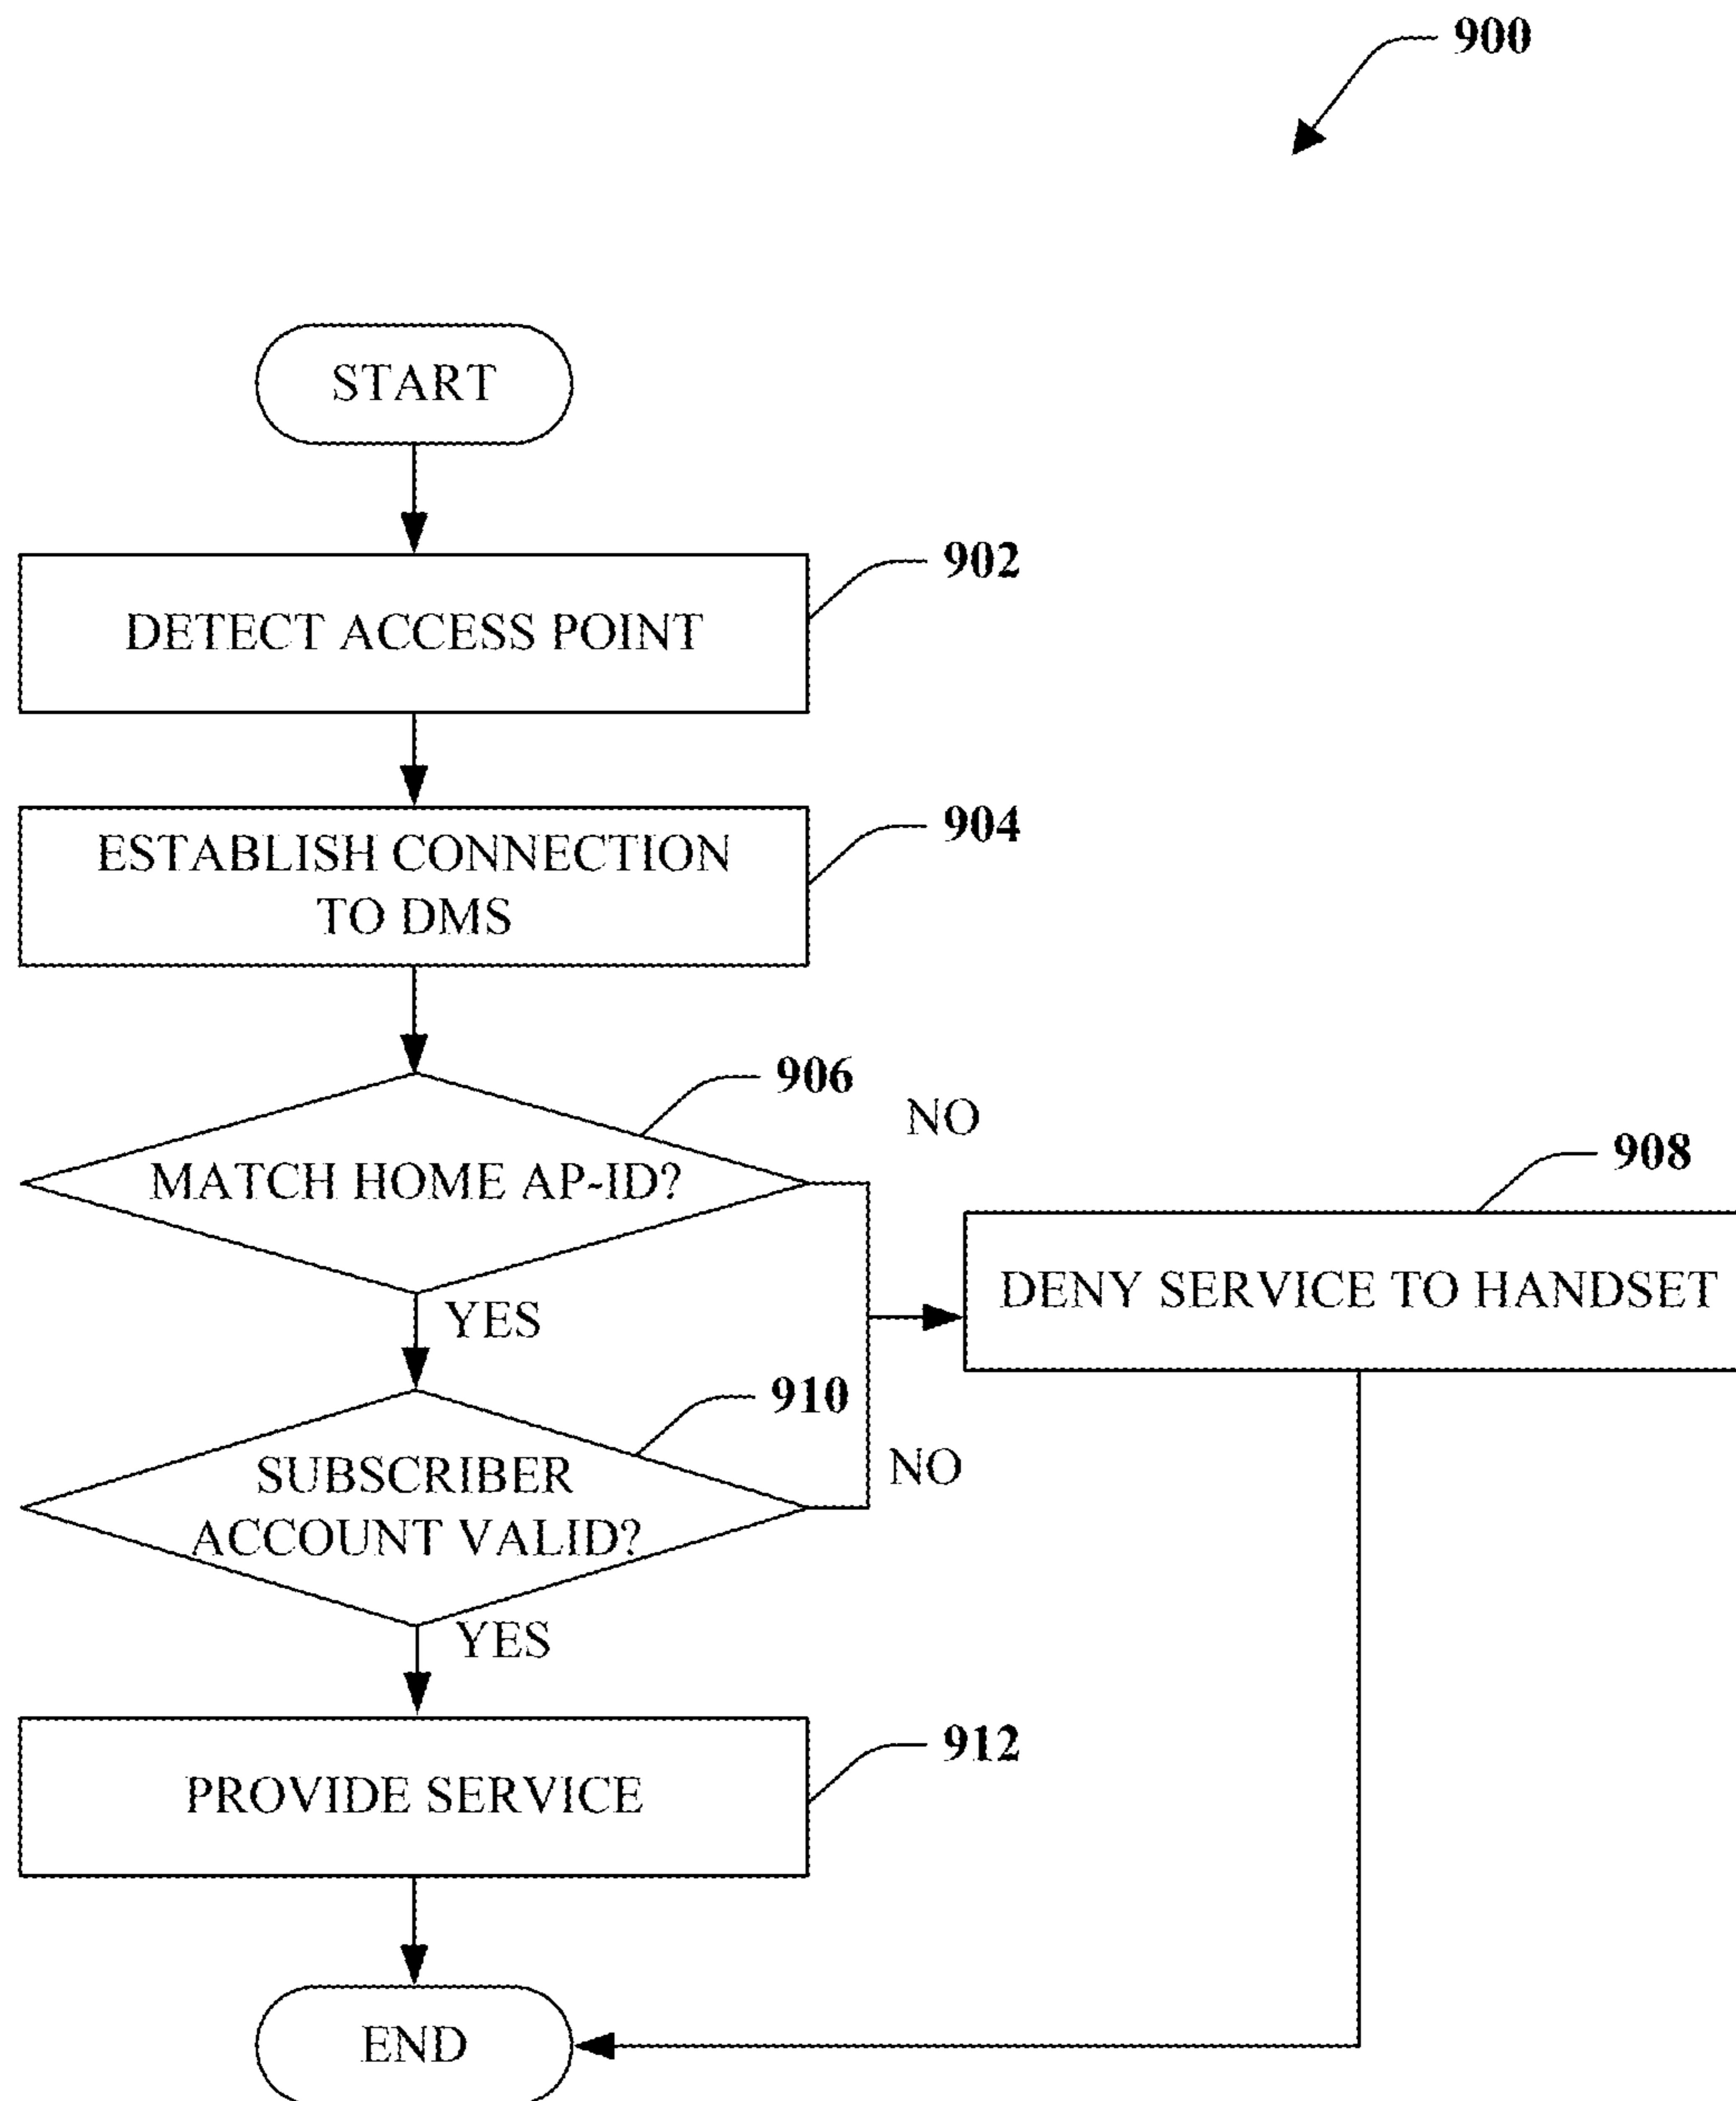 900
START
902
DETECT ACCESS POINT
904
ESTABLISH CONNECTION
TO DMS
906
NO
MATCH HOME AP-ID?
908
DENY SERVICE TO HANDSET
YES
910
SUBSCRIBER
ACCOUNT VALID?
NO
YES
912
PROVIDE SERVICE
END